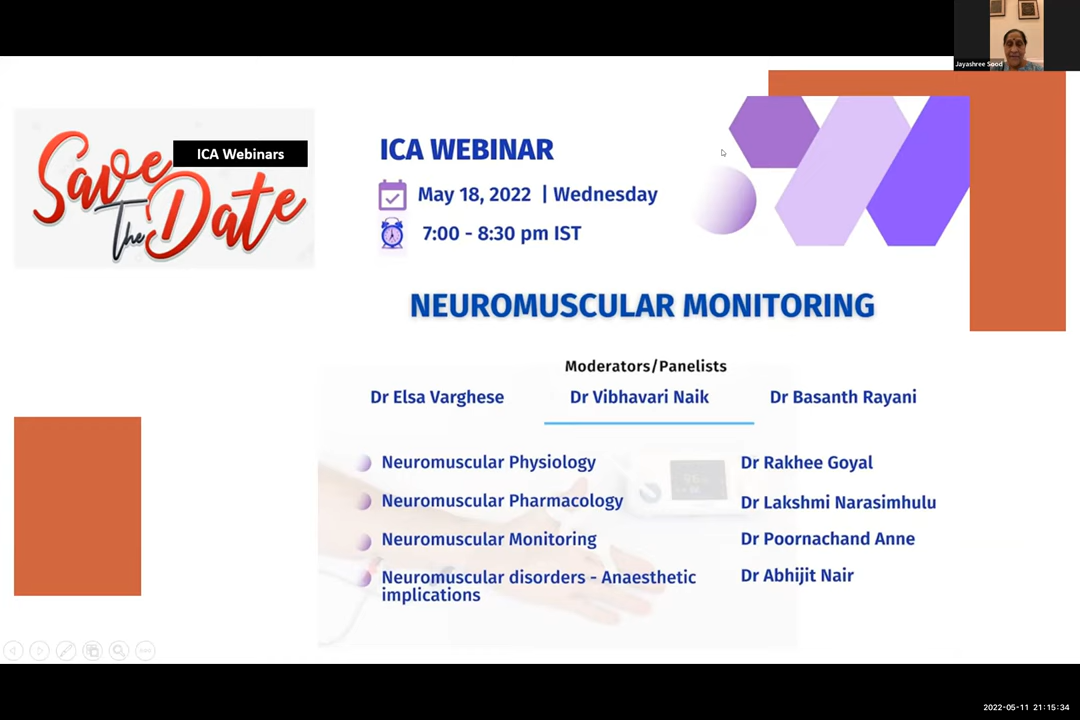 Jayashree Sood
Save
The
Date
ICA Webinars
ICA WEBINAR
May 18, 2022 | Wednesday
7:00 - 8:30 pm IST
NEUROMUSCULAR MONITORING
Moderators/Panelists
Dr Elsa Varghese Dr Vibhavari Naik Dr Basanth Rayani
Neuromuscular Physiology Dr Rakhee Goyal
Neuromuscular Pharmacology Dr Lakshmi Narasimhulu
Neuromuscular Monitoring Dr Poornachand Anne
Neuromuscular disorders - Anaesthetic Dr Abhijit Nair
implications
2022-05-11 21:15:34